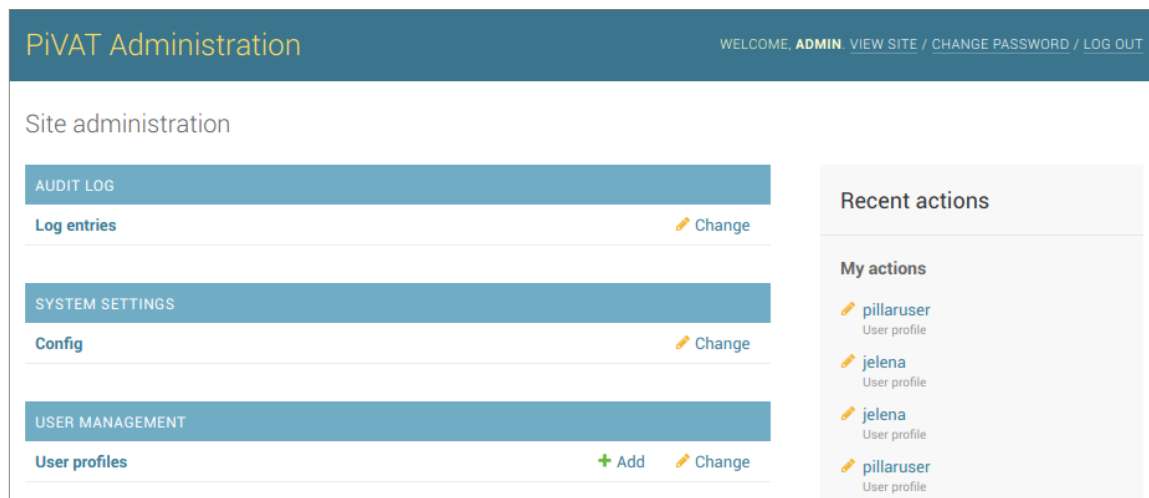 PiVAT Administration
WELCOME, ADMIN. VIEW SITE / CHANGE PASSWORD / LOG OUT
Site administration
AUDIT LOG
Log entries Change
SYSTEM SETTINGS
Config Change
USER MANAGEMENT
User profiles Add Change
Recent actions
My actions
pillaruser
User profile
jelena
User profile
jelena
User profile
pillaruser
User profile